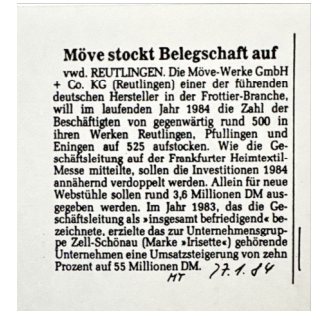 Möve stockt Belegschaft auf
vwd. REUTLINGEN. Die Möve-Werke GmbH
+ Co. KG (Reutlingen) einer der führenden
deutschen Hersteller in der Frottier-Branche,
will im laufenden Jahr 1984 die Zahl der
Beschäftigten von gegenwärtig rund 500 in
ihren Werken Reutlingen, Pfullingen und
Eningen auf 525 aufstocken. Wie die Ge-
schäftsleitung auf der Frankfurter Heimtextil-
Messe mitteilte, sollen die Investitionen 1984
annähernd verdoppelt werden. Allein für neue
Webstühle sollen rund 3,6 Millionen DM aus-
gegeben werden. Im Jahr 1983, das die Ge-
schäftsleitung als »insgesamt befriedigend« be-
zeichnete, erzielte das zur Unternehmensgrup-
pe Zell-Schönau (Marke »Irisette«) gehörende
Unternehmen eine Umsatzsteigerung von zehn
Prozent auf 55 Millionen DM.
MT 27.1.84